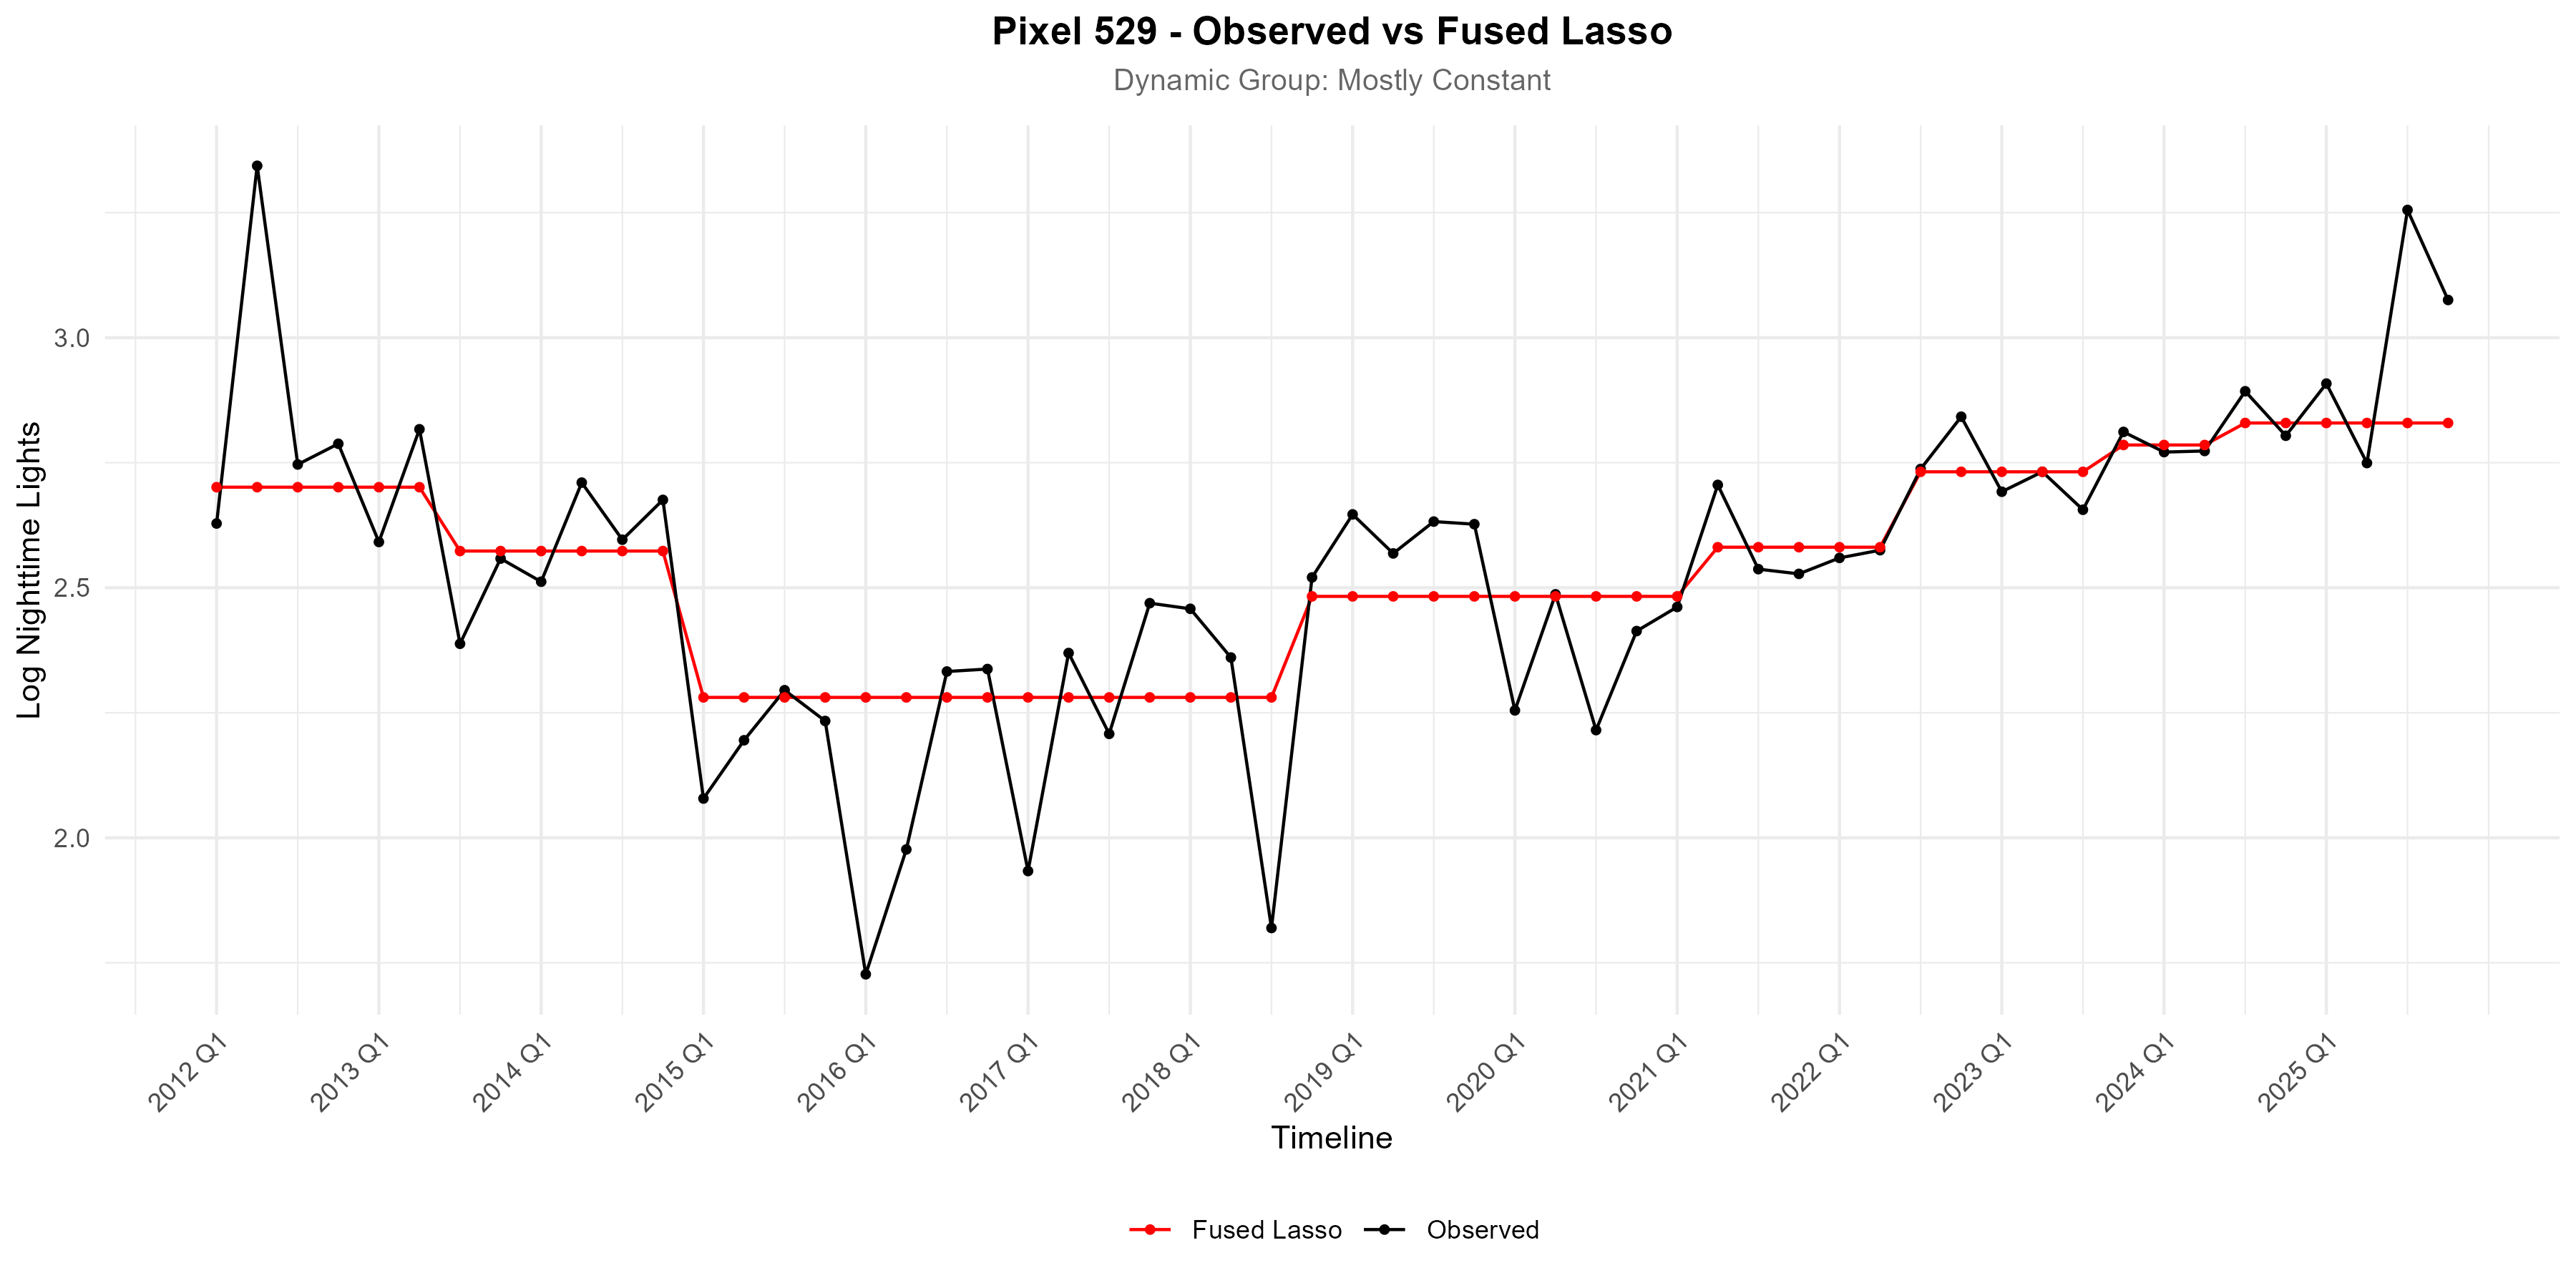 Pixel 529 - Observed vs Fused Lasso
Dynamic Group: Mostly Constant
Log Nighttime Lights
3.0
2.5
2.0
2012 Q1
2013 Q1
2014 Q1
2015 Q1
2016 Q1
2017 Q1
2018 Q1
2019 Q1
2020 Q1
2021 Q1
2022 Q1
2023 Q1
2024 Q1
2025 Q1
Timeline
Fused Lasso
Observed